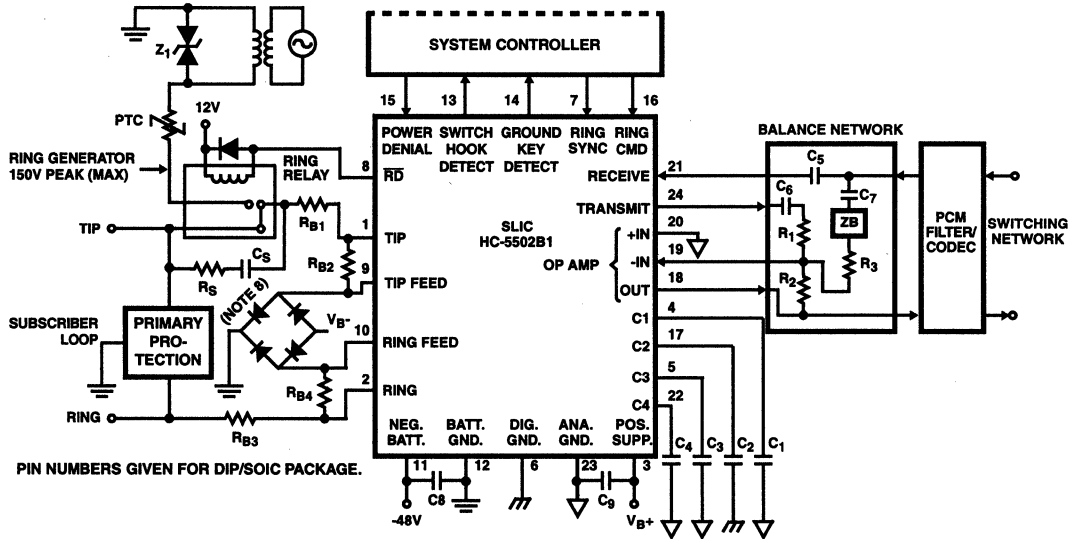 SYSTEM CONTROLLER
Z1
PTC
12V
RING GENERATOR
150V PEAK (MAX)
RING
RELAY
TIP
RB1
RB2
CS
RS
(NOTE 8)
VB-
SUBSCRIBER
LOOP
PRIMARY
PRO-
TECTION
RB4
RING
RB3
PIN NUMBERS GIVEN FOR DIP/SOIC PACKAGE.
15
13
14
7
16
POWER
DENIAL
SWITCH
HOOK
DETECT
GROUND
KEY
DETECT
RING
SYNC
RING
CMD
8
RD
1
TIP
9
TIP FEED
10
RING FEED
2
RING
SLIC
HC-5502B1
RECEIVE
21
TRANSMIT
24
OP AMP
+IN
20
-IN
19
OUT
18
C1
4
C2
17
C3
5
C4
22
NEG.
BATT.
BATT.
GND.
DIG.
GND.
ANA.
GND.
POS.
SUPP.
11
12
6
23
3
C8
C9
-48V
VB+
C4
C3
C2
C1
BALANCE NETWORK
C5
C6
C7
ZB
R1
R2
R3
PCM
FILTER/
CODEC
SWITCHING
NETWORK